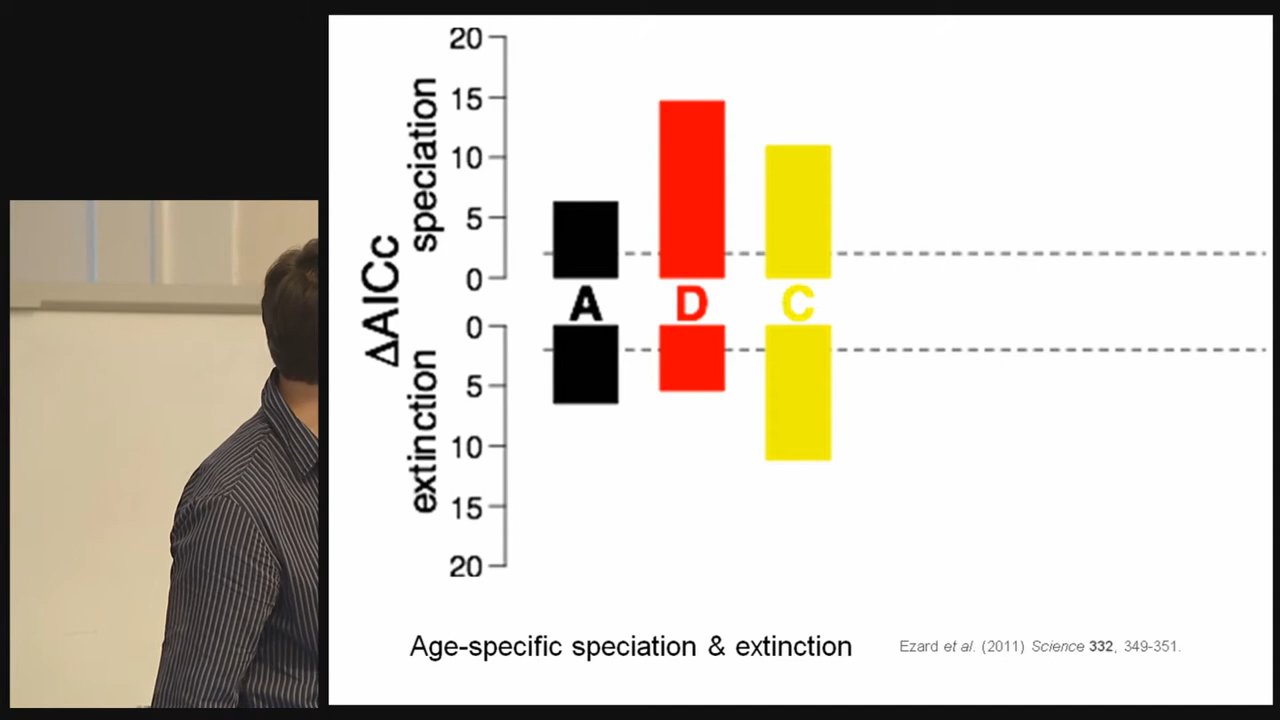 20
15
10
5
0
speciation
ΔAICc
A D C
0
5
10
15
20
extinction
Age-specific speciation & extinction
Ezard et al. (2011) Science 332, 349-351.